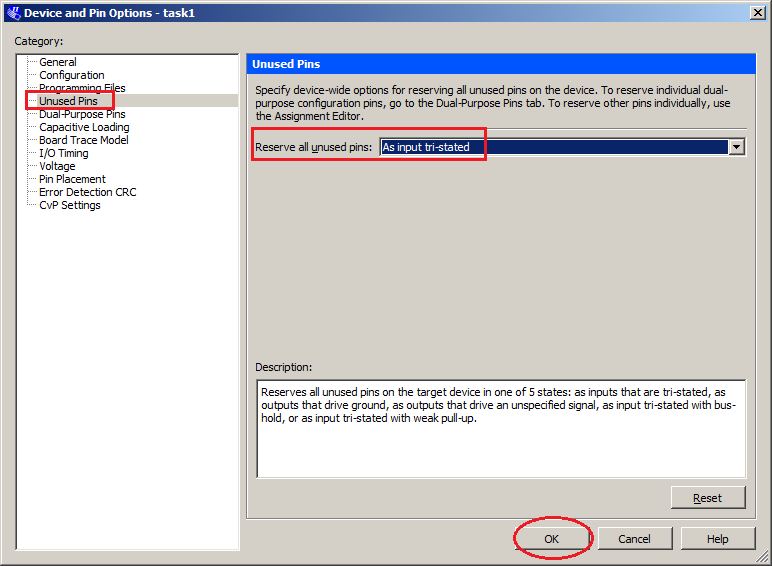 Device and Pin Options - task1
Category:
General
Configuration
Programming Files
Unused Pins
Dual-Purpose Pins
Capacitive Loading
Board Trace Model
I/O Timing
Voltage
Pin Placement
Error Detection CRC
CvP Settings
Unused Pins
Specify device-wide options for reserving all unused pins on the device. To reserve individual dual-
purpose configuration pins, go to the Dual-Purpose Pins tab. To reserve other pins individually, use
the Assignment Editor.
Reserve all unused pins: As input tri-stated
Description:
Reserves all unused pins on the target device in one of 5 states: as inputs that are tri-stated, as
outputs that drive ground, as outputs that drive an unspecified signal, as input tri-stated with bus-
hold, or as input tri-stated with weak pull-up.
Reset
OK Cancel Help